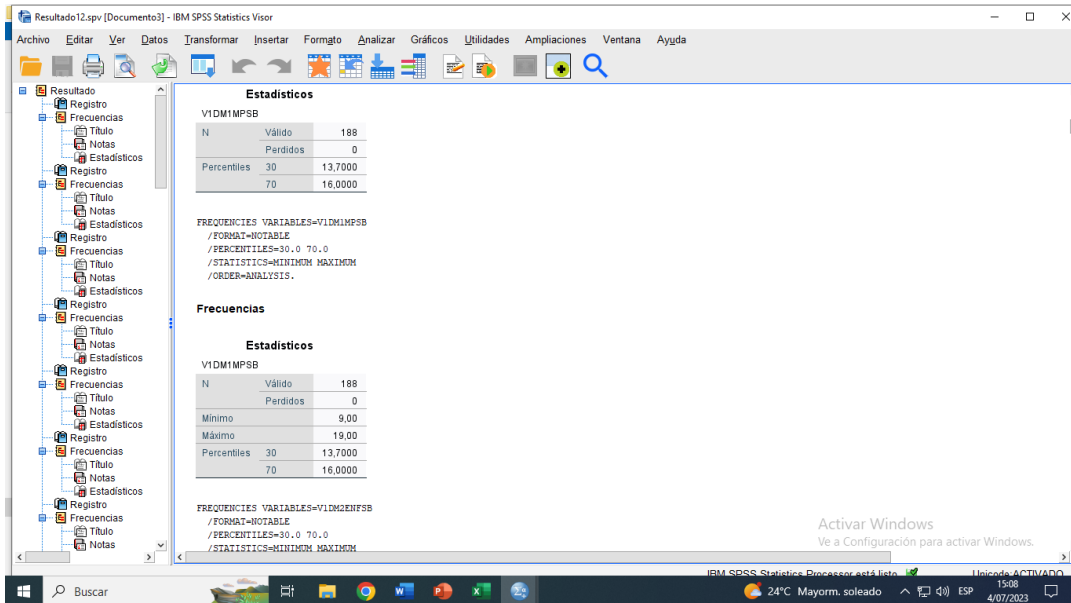 Resultado12.spv [Documento3] - IBM SPSS Statistics Visor
Archivo Editar Ver Datos Transformar Insertar Formato Analizar Gráficos Utilidades Ampliaciones Ventana Ayuda
Resultado
Registro
Frecuencias
Título
Notas
Estadísticos
Registro
Frecuencias
Título
Notas
Estadísticos
Registro
Frecuencias
Título
Notas
Estadísticos
Registro
Frecuencias
Título
Notas
Estadísticos
Registro
Frecuencias
Título
Notas
Estadísticos
Registro
Frecuencias
Título
Notas
Estadísticos
Registro
Frecuencias
Título
Notas
Estadísticos
V1DM1MPSB
N Válido 188
Perdidos 0
Percentiles 30 13,7000
70 16,0000
FREQUENCIES VARIABLES=V1DM1MPSB
/FORMAT=NOTABLE
/PERCENTILES=30.0 70.0
/STATISTICS=MINIMUM MAXIMUM
/ORDER=ANALYSIS.
Frecuencias
Estadísticos
V1DM1MPSB
N Válido 188
Perdidos 0
Mínimo 9,00
Máximo 19,00
Percentiles 30 13,7000
70 16,0000
FREQUENCIES VARIABLES=V1DM2ENFSB
/FORMAT=NOTABLE
/PERCENTILES=30.0 70.0
/STATISTICS=MINIMUM MAXIMUM
Activar Windows
Ve a Configuración para activar Windows.
IBM SPSS Statistics Processor está listo Unicode:ACTIVADO
Buscar
24°C Mayorm. soleado ESP 15:08
4/07/2023